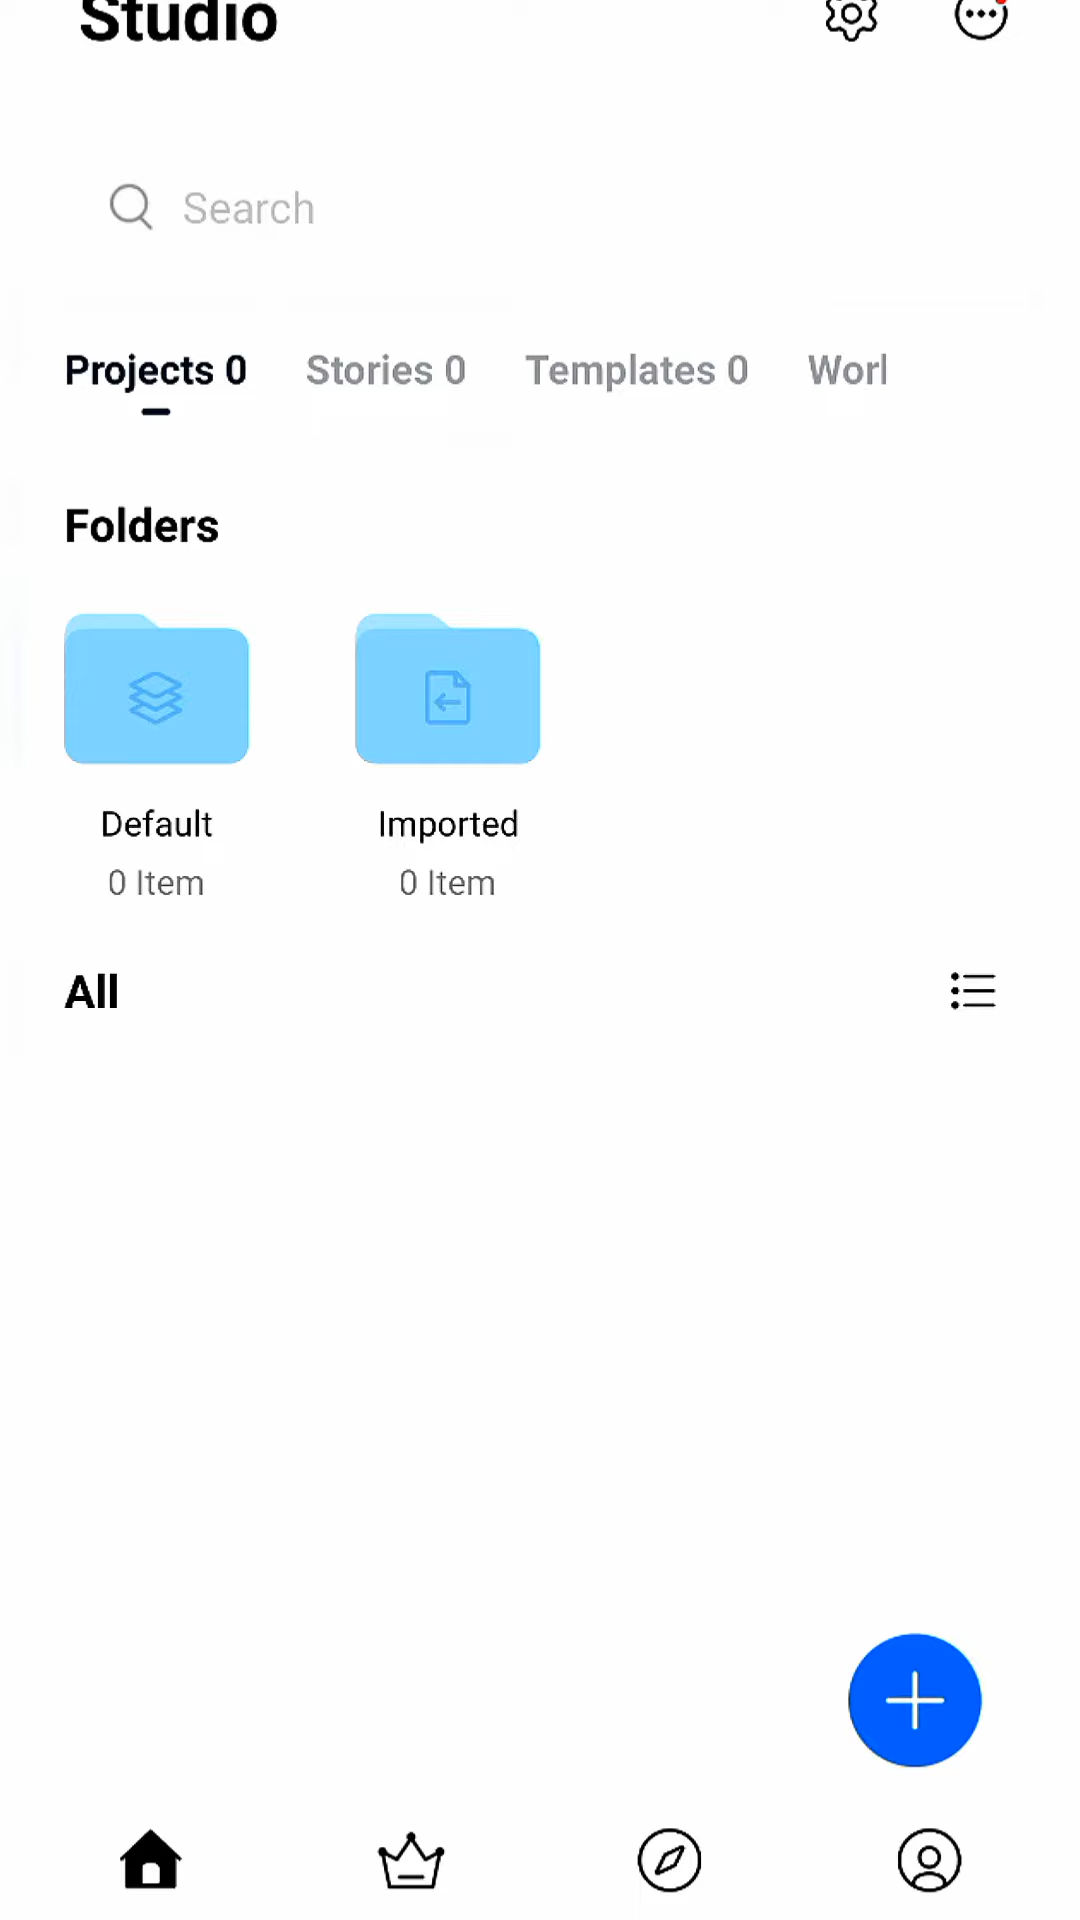 Studio
Search
Projects 0 Stories 0 Templates 0 Worl
Folders
Default Imported
0 Item 0 Item
All